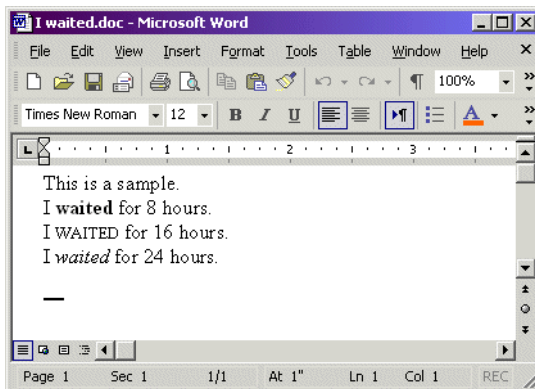 I waited.doc - Microsoft Word
File Edit View Insert Format Tools Table Window Help
100%
Times New Roman 12 B I U A
1 2 3
This is a sample.
I waited for 8 hours.
I WAITED for 16 hours.
I waited for 24 hours.
Page 1 Sec 1 1/1 At 1" Ln 1 Col 1 REC